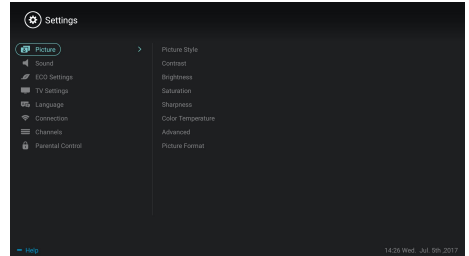 Settings
Picture
Sound
ECO Settings
TV Settings
Language
Connection
Channels
Parental Control
Picture Style
Contrast
Brightness
Saturation
Sharpness
Color Temperature
Advanced
Picture Format
Help
14:26 Wed. Jul. 5th ,2017